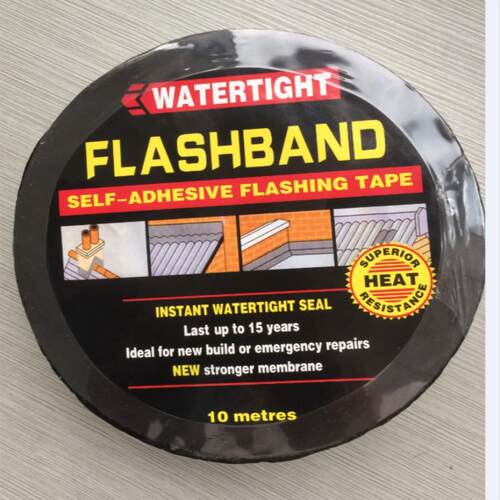 WATERTIGHT
FLASHBAND
SELF-ADHESIVE FLASHING TAPE
SUPERIOR
HEAT
RESISTANCE
INSTANT WATERTIGHT SEAL
Last up to 15 years
Ideal for new build or emergency repairs
NEW stronger membrane
10 metres